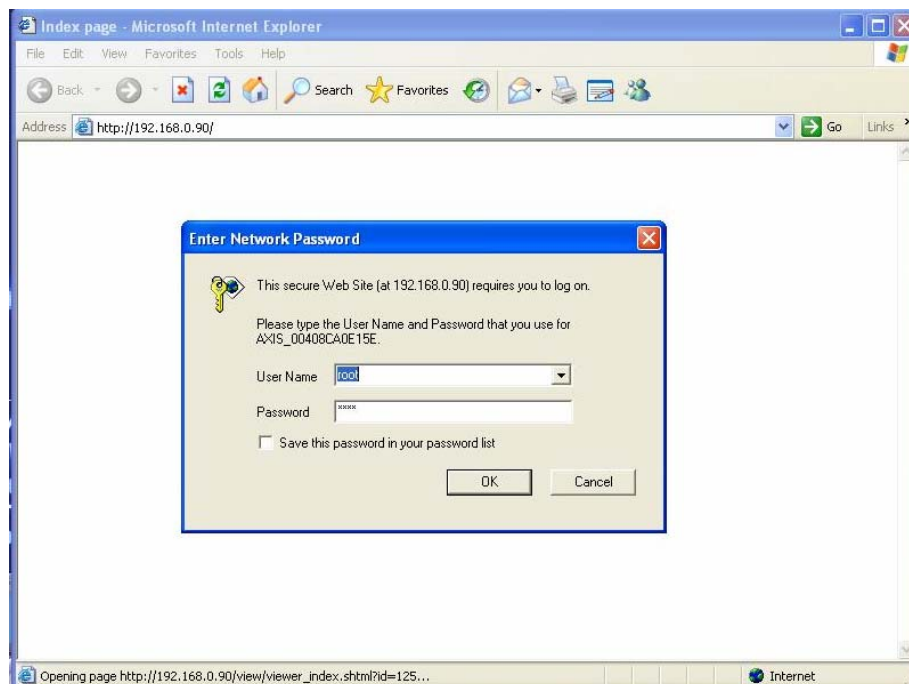 Index page - Microsoft Internet Explorer
File Edit View Favorites Tools Help
Back Search Favorites
Address http://192.168.0.90/ Go Links
Enter Network Password
This secure Web Site (at 192.168.0.90) requires you to log on.
Please type the User Name and Password that you use for
AXIS_00408CA0E15E.
User Name root
Password ****
Save this password in your password list
OK Cancel
Opening page http://192.168.0.90/view/viewer_index.shtml?id=125... Internet